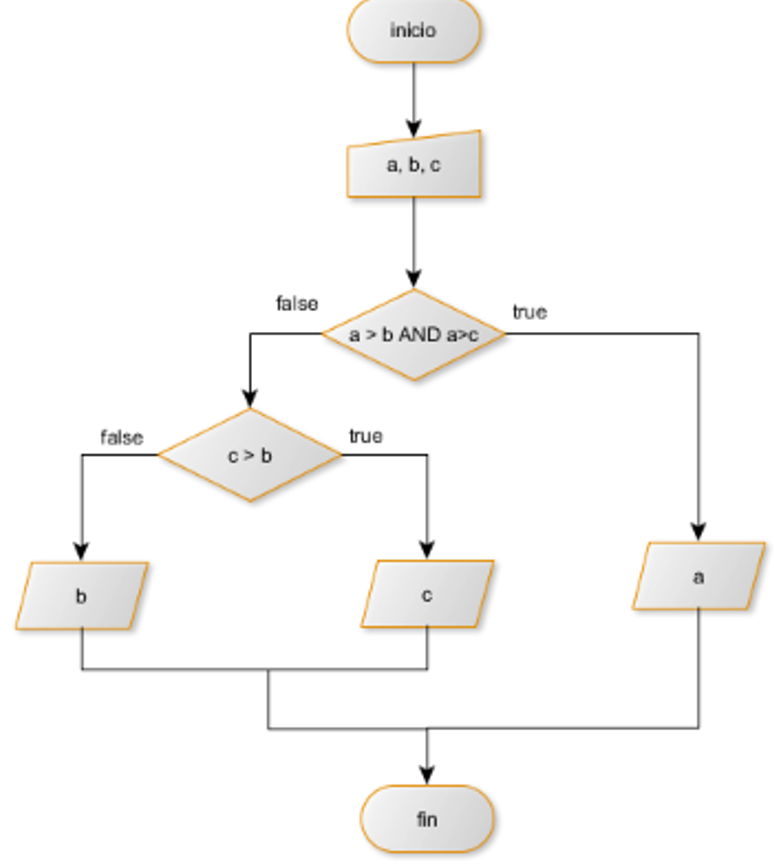 inicio
a, b, c
false
true
a > b AND a>c
false
true
c > b
b
c
a
fin